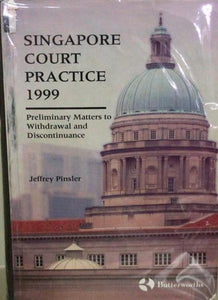 SINGAPORE
COURT
PRACTICE
1999
Preliminary Matters to
Withdrawal and
Discontinuance
Jeffrey Pinsler
Butterworths